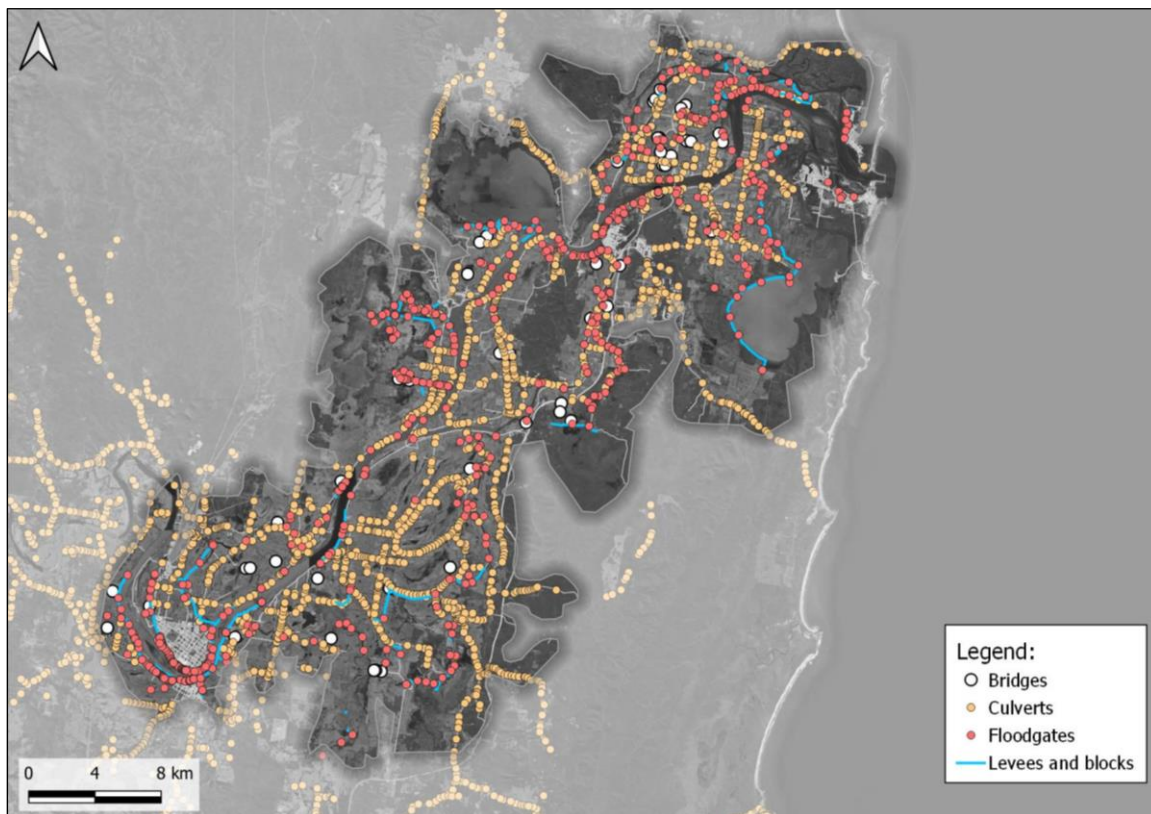 Legend:
Bridges
Culverts
Floodgates
Levees and blocks
0 4 8 km